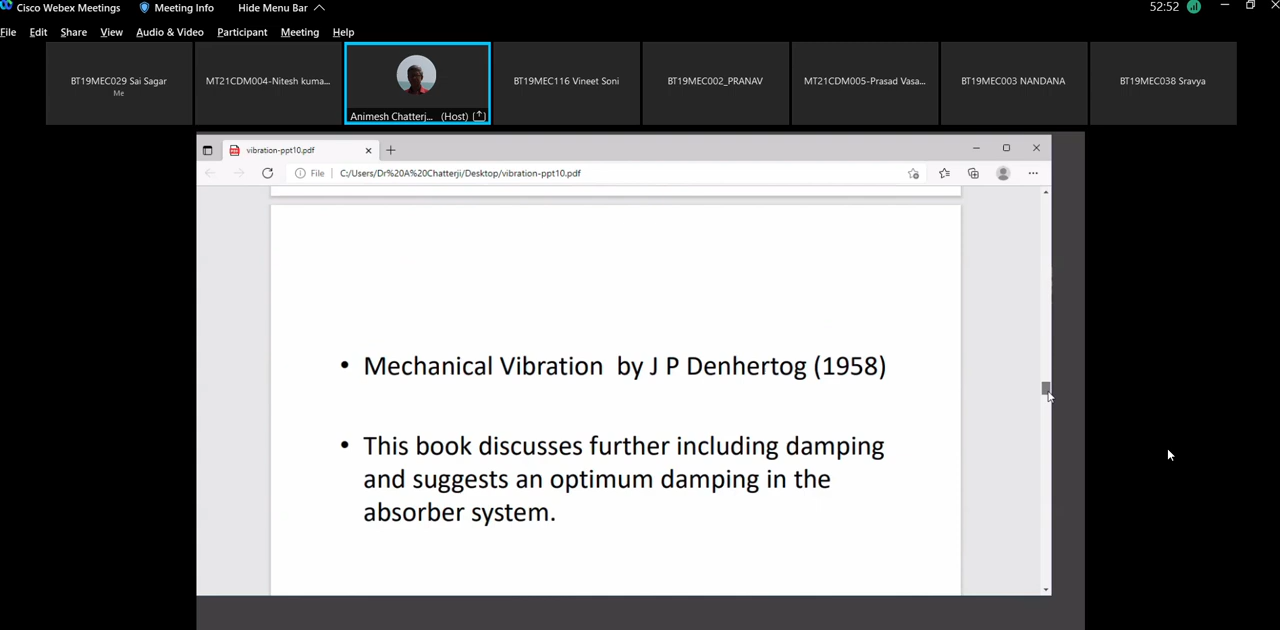 Cisco Webex Meetings Meeting Info Hide Menu Bar 52:52
File Edit Share View Audio & Video Participant Meeting Help
BT19MEC029 Sai Sagar
Me
MT21CDM004-Nitesh kuma...
Animesh Chatterj... (Host)
BT19MEC116 Vineet Soni
BT19MEC002_PRANAV
MT21CDM005-Prasad Vasa...
BT19MEC003 NANDANA
BT19MEC038 Sravya
vibration-ppt10.pdf
File C:/Users/Dr%20A%20Chatterji/Desktop/vibration-ppt10.pdf
• Mechanical Vibration by J P Denhertog (1958)
• This book discusses further including damping
and suggests an optimum damping in the
absorber system.